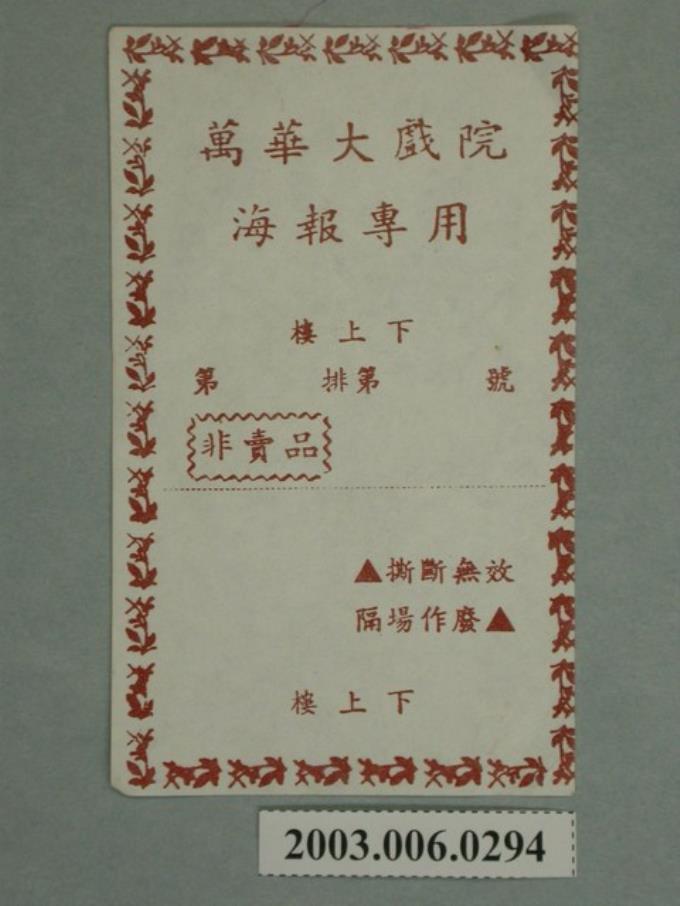 萬華大戲院
海報專用
樓上下
第 排第 號
非賣品
▲撕斷無效
隔場作廢▲
樓上下
2003.006.0294